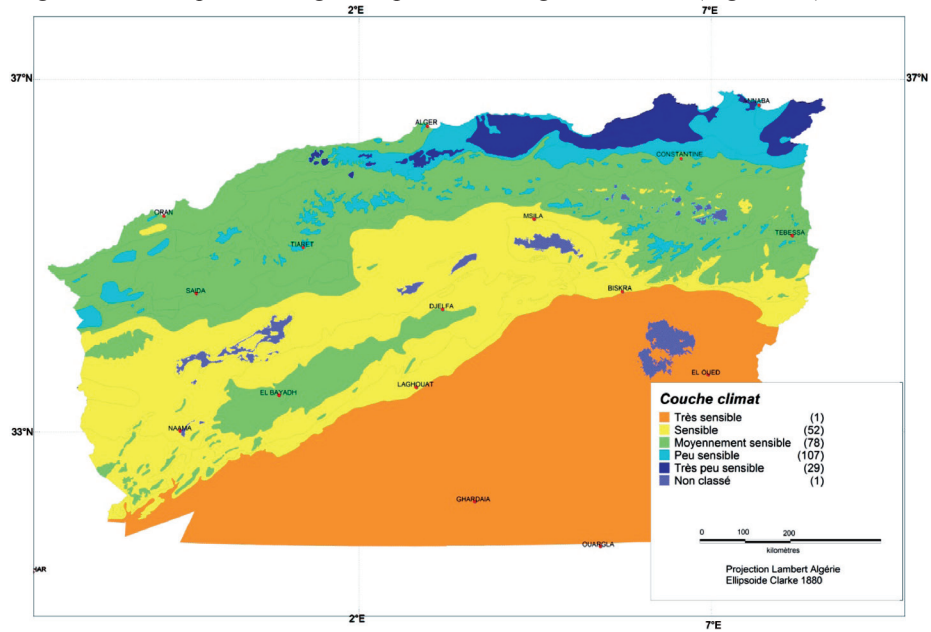 2°E 7°E
37°N 37°N
ANNABA
ALGER
CONSTANTINE
ORAN
MSILA
TIARET
TEBESSA
SAIDA
BISKRA
DJELFA
EL OUED
LAGHOUAT
EL BAYADH
33°N
NAAMA
Couche climat
Très sensible (1)
Sensible (52)
Moyennement sensible (78)
Peu sensible (107)
Très peu sensible (29)
Non classé (1)
GHARDAIA
OUARGLA
0 100 200
kilomètres
Projection Lambert Algérie
Ellipsoide Clarke 1880
HAR
2°E 7°E